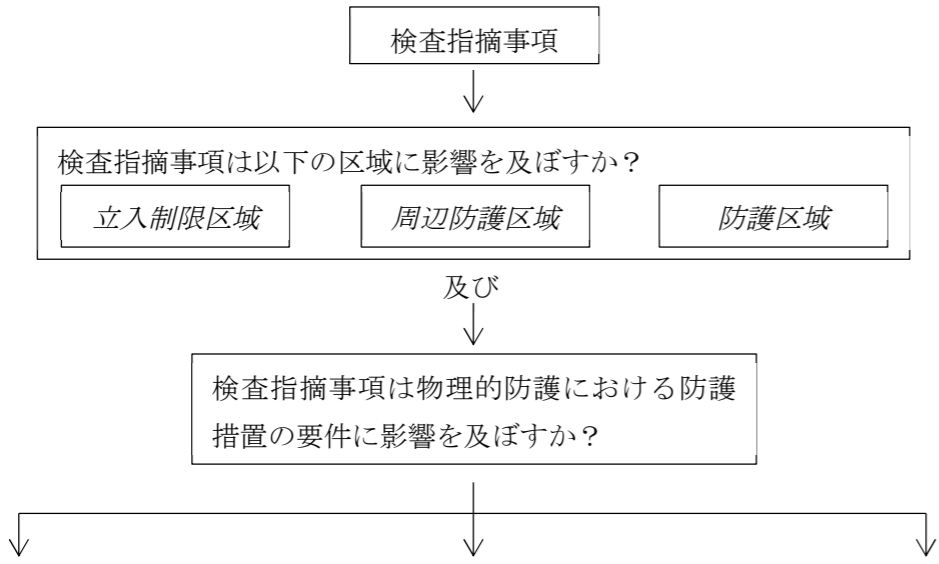 検査指摘事項
検査指摘事項は以下の区域に影響を及ぼすか？
立入制限区域 周辺防護区域 防護区域
及び
検査指摘事項は物理的防護における防護
措置の要件に影響を及ぼすか？